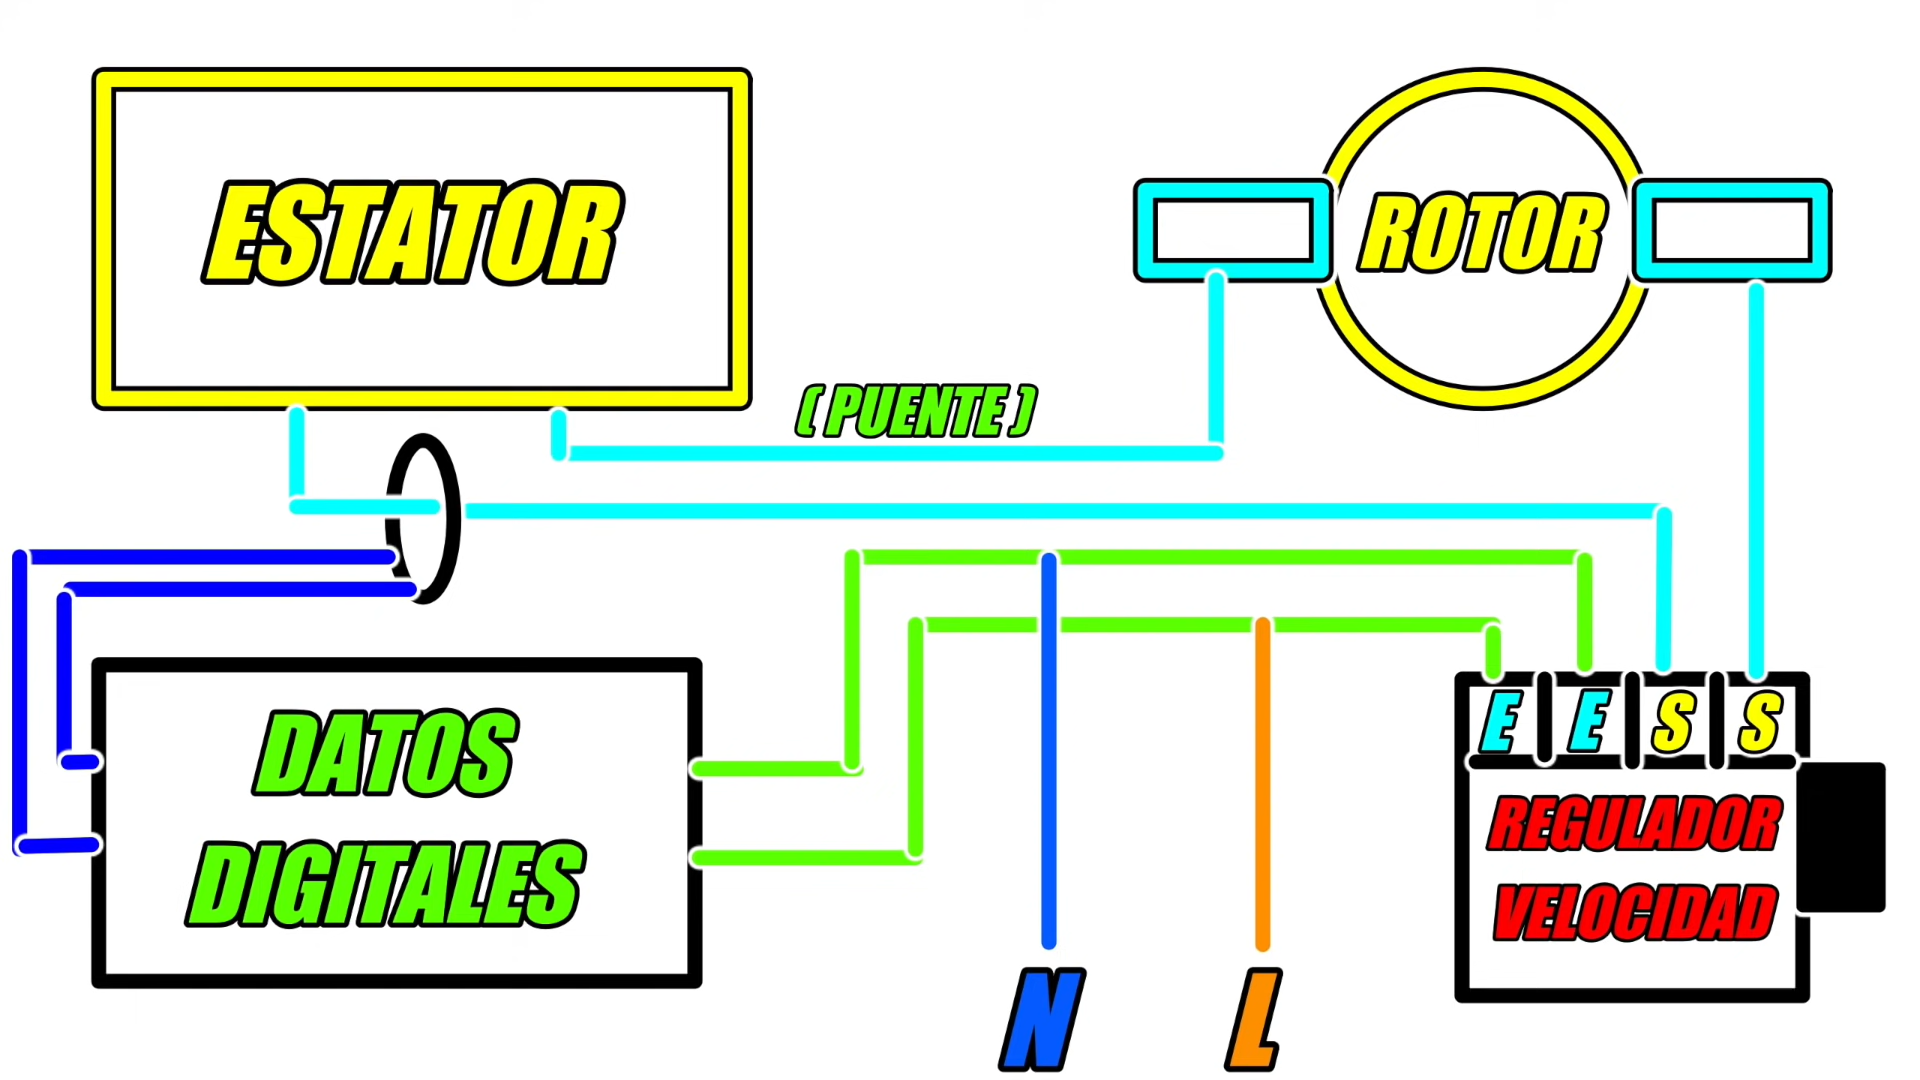 ESTATOR
ROTOR
( PUENTE )
E E S S
DATOS
DIGITALES
REGULADOR
VELOCIDAD
N L